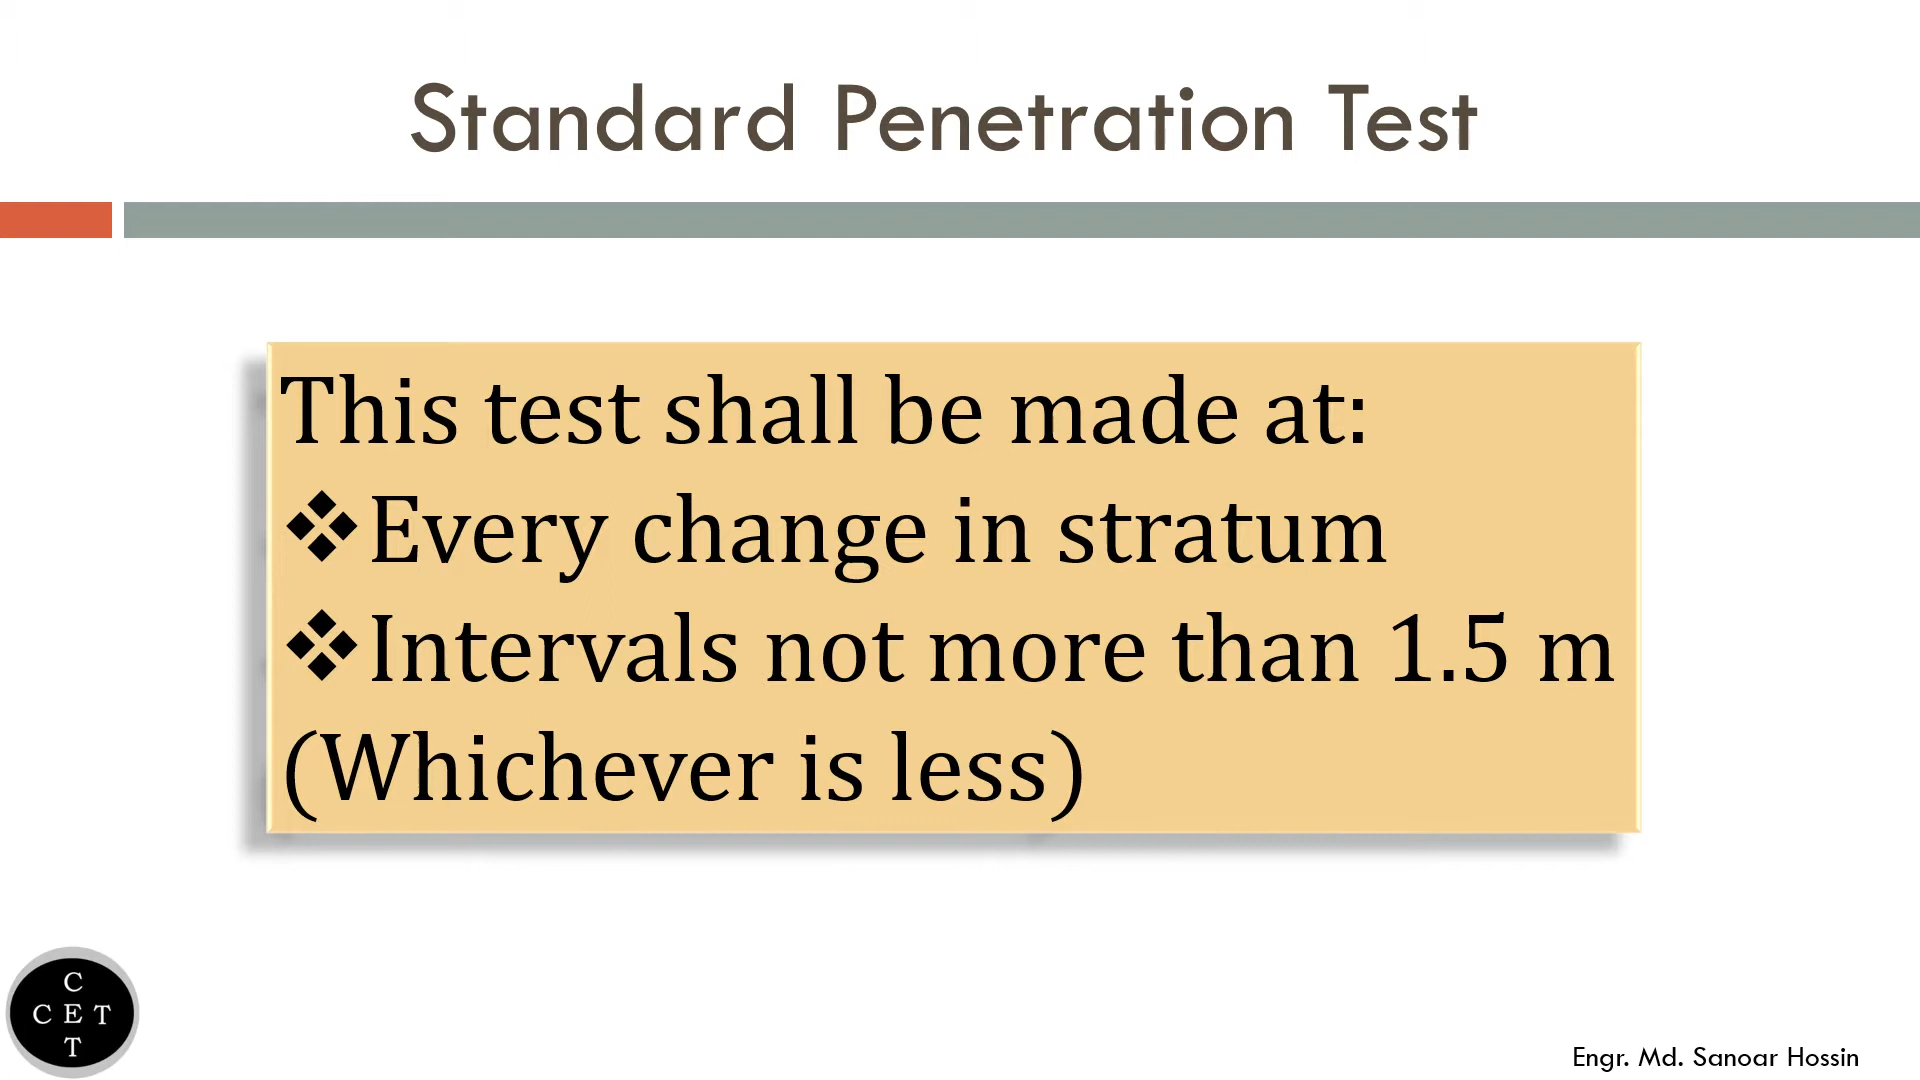 Standard Penetration Test
This test shall be made at:
❖Every change in stratum
❖Intervals not more than 1.5 m
(Whichever is less)
C
C E T
T
Engr. Md. Sanoar Hossin